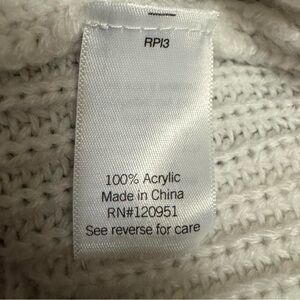 RPI3
100% Acrylic
Made in China
RN#120951
See reverse for care